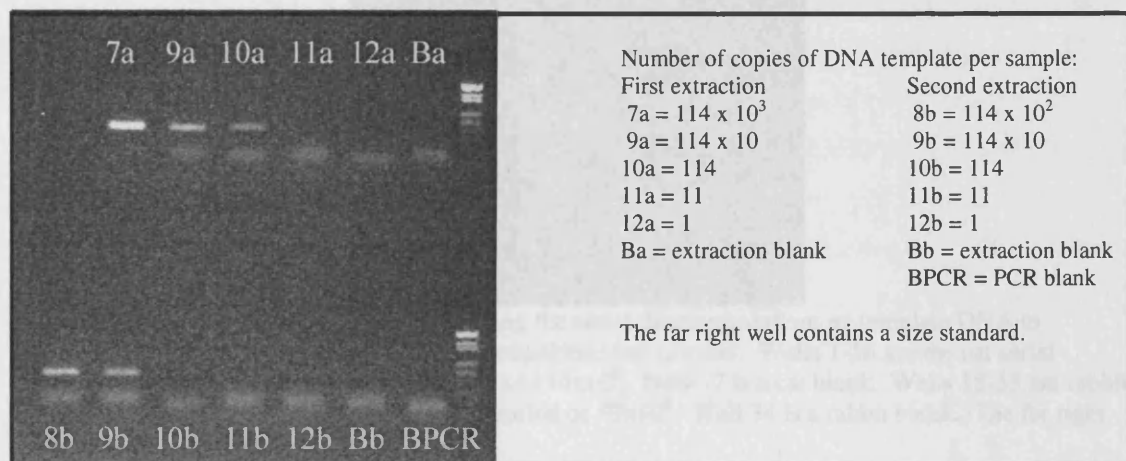 7a 9a 10a 11a 12a Ba
8b 9b 10b 11b 12b Bb BPCR
Number of copies of DNA template per sample:
First extraction Second extraction
7a = 114 x 10³ 8b = 114 x 10²
9a = 114 x 10 9b = 114 x 10
10a = 114 10b = 114
11a = 11 11b = 11
12a = 1 12b = 1
Ba = extraction blank Bb = extraction blank
BPCR = PCR blank
The far right well contains a size standard.